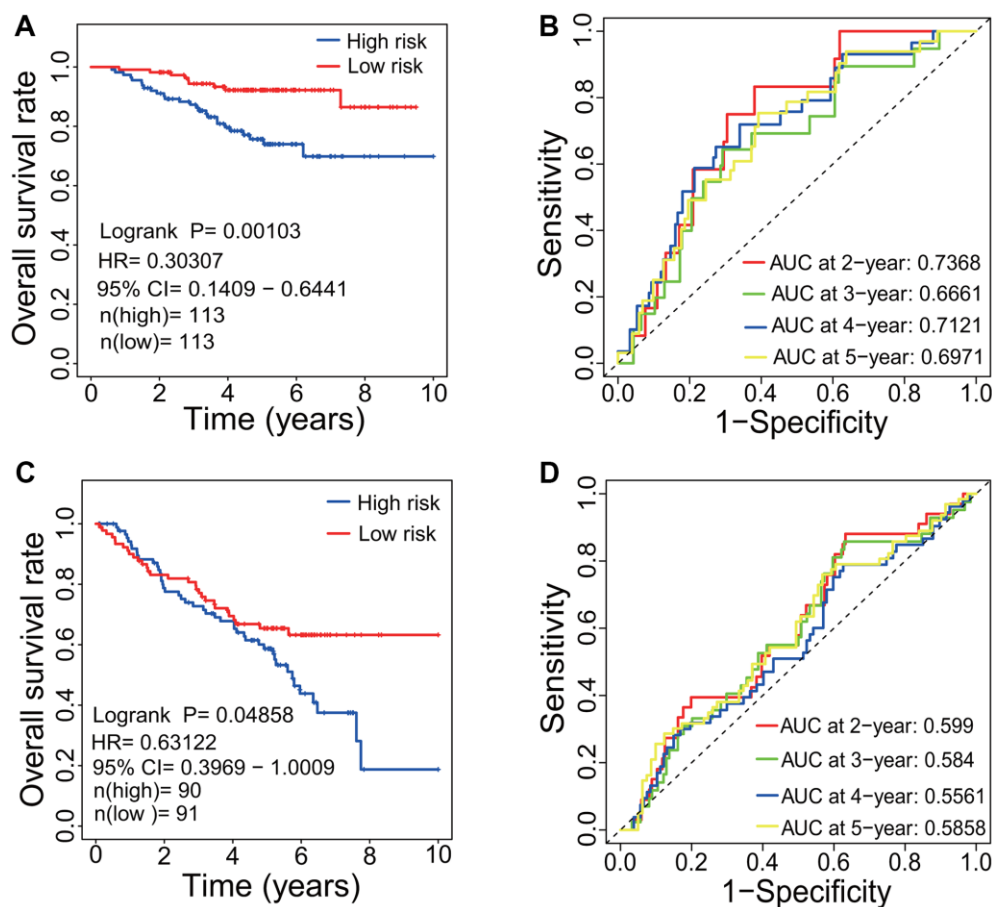 A
High risk
Low risk
Overall survival rate
0.0 0.2 0.4 0.6 0.8 1.0
Logrank P= 0.00103
HR= 0.30307
95% CI= 0.1409 − 0.6441
n(high)= 113
n(low)= 113
0 2 4 6 8 10
Time (years)
B
Sensitivity
0.0 0.2 0.4 0.6 0.8 1.0
AUC at 2-year: 0.7368
AUC at 3-year: 0.6661
AUC at 4-year: 0.7121
AUC at 5-year: 0.6971
0.0 0.2 0.4 0.6 0.8 1.0
1−Specificity
C
High risk
Low risk
Overall survival rate
0.0 0.2 0.4 0.6 0.8 1.0
Logrank P= 0.04858
HR= 0.63122
95% CI= 0.3969 − 1.0009
n(high)= 90
n(low )= 91
0 2 4 6 8 10
Time (years)
D
Sensitivity
0.0 0.2 0.4 0.6 0.8 1.0
AUC at 2-year: 0.599
AUC at 3-year: 0.584
AUC at 4-year: 0.5561
AUC at 5-year: 0.5858
0.0 0.2 0.4 0.6 0.8 1.0
1−Specificity